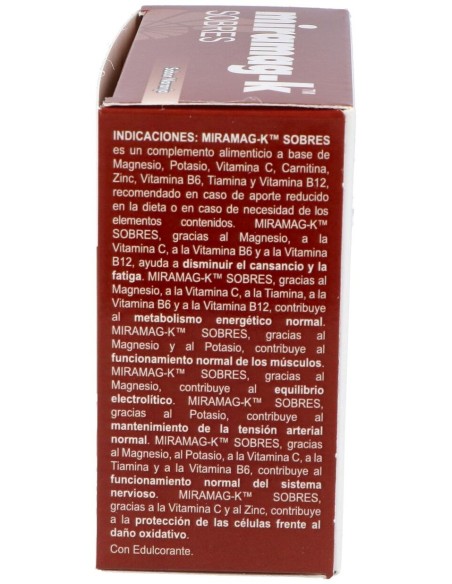 miramag-k™
SOBRES
Sabor Naranja
INDICACIONES: MIRAMAG-K™ SOBRES
es un complemento alimenticio a base de
Magnesio, Potasio, Vitamina C, Carnitina,
Zinc, Vitamina B6, Tiamina y Vitamina B12,
recomendado en caso de aporte reducido
en la dieta o en caso de necesidad de los
elementos contenidos. MIRAMAG-K™
SOBRES, gracias al Magnesio, a la
Vitamina C, a la Vitamina B6 y a la Vitamina
B12, ayuda a disminuir el cansancio y la
fatiga. MIRAMAG-K™ SOBRES, gracias al
Magnesio, a la Vitamina C, a la Tiamina, a la
Vitamina B6 y a la Vitamina B12, contribuye
al metabolismo energético normal.
MIRAMAG-K™ SOBRES, gracias al
Magnesio y al Potasio, contribuye al
funcionamiento normal de los músculos.
MIRAMAG-K™ SOBRES, gracias al
Magnesio, contribuye al equilibrio
electrolítico. MIRAMAG-K™ SOBRES,
gracias al Potasio, contribuye al
mantenimiento de la tensión arterial
normal. MIRAMAG-K™ SOBRES, gracias
al Magnesio, al Potasio, a la Vitamina C, a la
Tiamina y a la Vitamina B6, contribuye al
funcionamiento normal del sistema
nervioso. MIRAMAG-K™ SOBRES,
gracias a la Vitamina C y al Zinc, contribuye
a la protección de las células frente al
daño oxidativo.
Con Edulcorante.